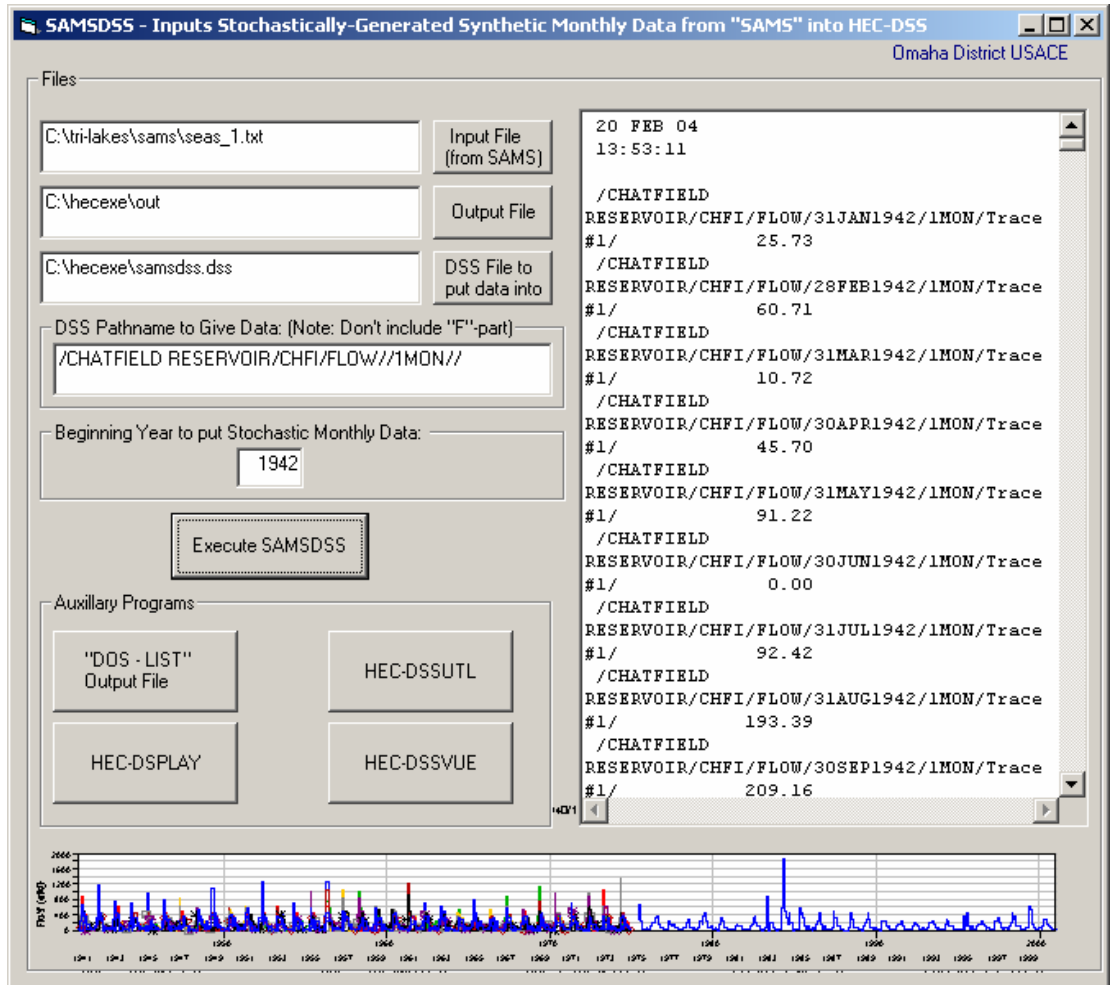 SAMSDSS - Inputs Stochastically-Generated Synthetic Monthly Data from "SAMS" into HEC-DSS
Omaha District USACE
Files
C:\tri-lakes\sams\seas_1.txt
Input File
(from SAMS)
C:\hecexe\out
Output File
C:\hecexe\samsdss.dss
DSS File to
put data into
DSS Pathname to Give Data: (Note: Don't include "F"-part)
/CHATFIELD RESERVOIR/CHFI/FLOW//1MON//
Beginning Year to put Stochastic Monthly Data:
1942
Execute SAMSDSS
Auxillary Programs
"DOS - LIST"
Output File
HEC-DSSUTL
HEC-DSPLAY
HEC-DSSVUE
20 FEB 04
13:53:11
/CHATFIELD
RESERVOIR/CHFI/FLOW/31JAN1942/1MON/Trace
#1/ 25.73
/CHATFIELD
RESERVOIR/CHFI/FLOW/28FEB1942/1MON/Trace
#1/ 60.71
/CHATFIELD
RESERVOIR/CHFI/FLOW/31MAR1942/1MON/Trace
#1/ 10.72
/CHATFIELD
RESERVOIR/CHFI/FLOW/30APR1942/1MON/Trace
#1/ 45.70
/CHATFIELD
RESERVOIR/CHFI/FLOW/31MAY1942/1MON/Trace
#1/ 91.22
/CHATFIELD
RESERVOIR/CHFI/FLOW/30JUN1942/1MON/Trace
#1/ 0.00
/CHATFIELD
RESERVOIR/CHFI/FLOW/31JUL1942/1MON/Trace
#1/ 92.42
/CHATFIELD
RESERVOIR/CHFI/FLOW/31AUG1942/1MON/Trace
#1/ 193.39
/CHATFIELD
RESERVOIR/CHFI/FLOW/30SEP1942/1MON/Trace
#1/ 209.16